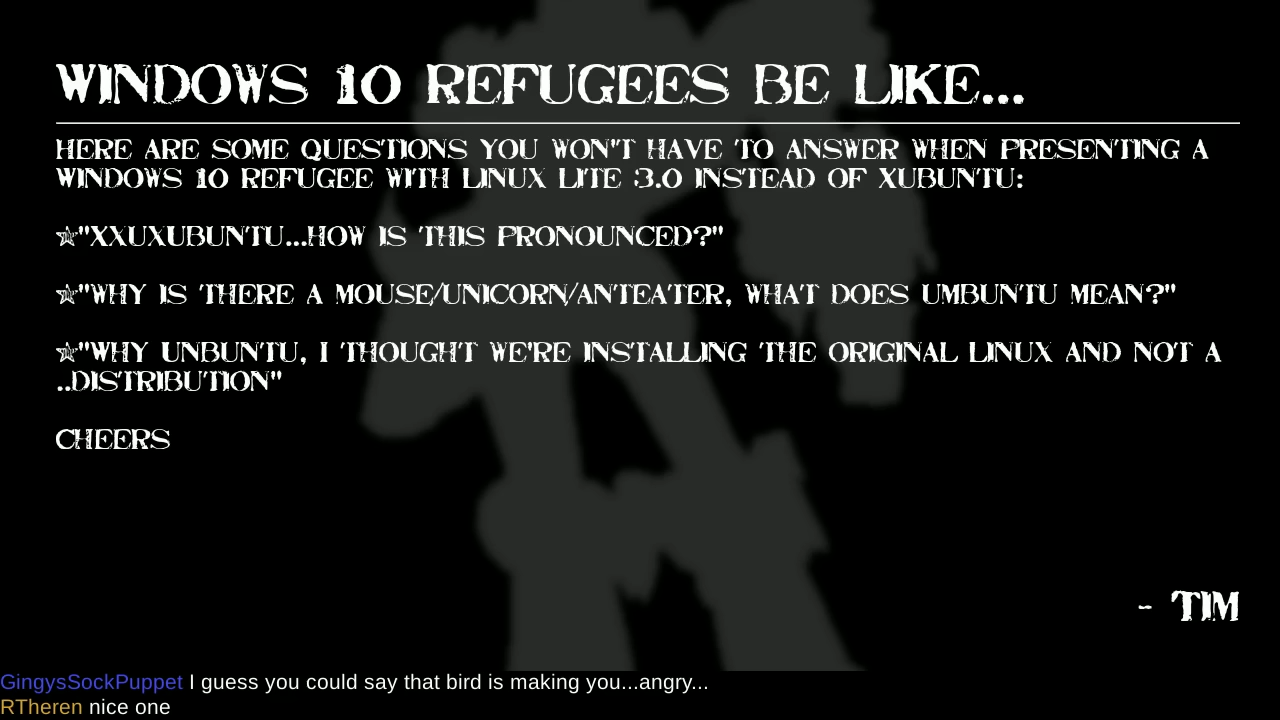 WINDOWS 10 REFUGEES BE LIKE...
HERE ARE SOME QUESTIONS YOU WON"T HAVE TO ANSWER WHEN PRESENTING A
WINDOWS 10 REFUGEE WITH LINUX LITE 3.0 INSTEAD OF XUBUNTU:
☆"XXUXUBUNTU...HOW IS THIS PRONOUNCED?"
☆"WHY IS THERE A MOUSE/UNICORN/ANTEATER, WHAT DOES UMBUNTU MEAN?"
☆"WHY UNBUNTU, I THOUGHT WE'RE INSTALLING THE ORIGINAL LINUX AND NOT A
..DISTRIBUTION"
CHEERS
- TIM
GingysSockPuppet I guess you could say that bird is making you...angry...
RTheren nice one